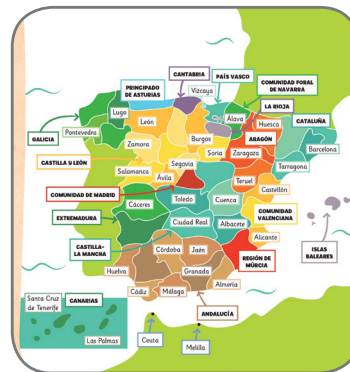 CANTABRIA
PRINCIPADO
DE ASTURIAS
PAÍS VASCO
COMUNIDAD FORAL
DE NAVARRA
Vizcaya
LA RIOJA
Lugo
León
Álava
Huesca
CATALUÑA
GALICIA
Pontevedra
Zamora
Burgos
ARAGÓN
Barcelona
Soria
Zaragoza
CASTILLA Y LEÓN
Segovia
Tarragona
Salamanca
Ávila
Teruel
Castellón
COMUNIDAD DE MADRID
Cáceres
Toledo
Cuenca
EXTREMADURA
COMUNIDAD
VALENCIANA
Ciudad Real
Albacete
CASTILLA-
LA MANCHA
Alicante
Córdoba
Jaén
ISLAS
BALEARES
REGIÓN DE
MÚRCIA
Huelva
Granada
Almería
Cádiz
Málaga
Santa Cruz
de Tenerife
CANARIAS
ANDALUCÍA
Las Palmas
Ceuta
Melilla